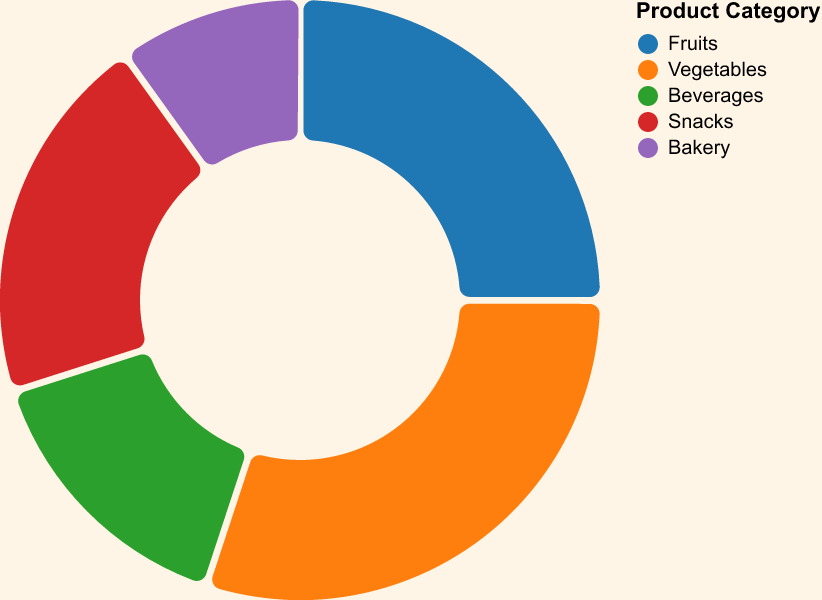 Product Category
Fruits
Vegetables
Beverages
Snacks
Bakery